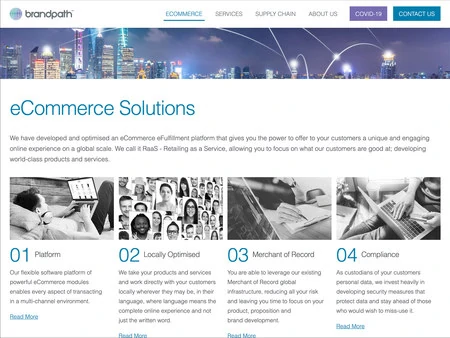 brandpath
ECOMMERCE SERVICES SUPPLY CHAIN ABOUT US COVID-19 CONTACT US
eCommerce Solutions
We have developed and optimised an eCommerce eFulfillment platform that gives you the power to offer to your customers a unique and engaging
online experience on a global scale. We call it RaaS - Retailing as a Service, allowing you to focus on what our customers are good at; developing
world-class products and services.
01 Platform
Our flexible software platform of
powerful eCommerce modules
enables every aspect of transacting
in a multi-channel environment.
Read More
02 Locally Optimised
We take your products and services
and work directly with your customers
locally wherever they may be, in their
language, where language means the
complete online experience and not
just the written word.
Read More
03 Merchant of Record
You are able to leverage our existing
Merchant of Record global
infrastructure, reducing all your risk
and leaving you time to focus on your
product, proposition and
brand development.
Read More
04 Compliance
As custodians of your customers
personal data, we invest heavily in
developing security measures that
protect data and stay ahead of those
who would wish to miss-use it.
Read More